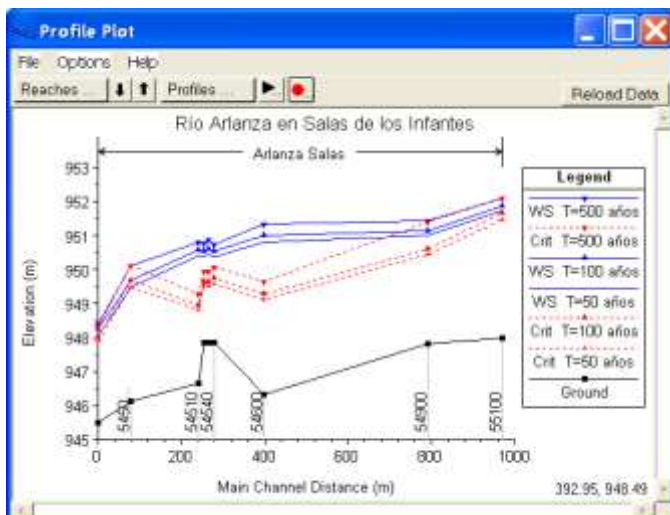 Profile Plot
File Options Help
Reaches ... Profiles ... Reload Data
Río Arlanza en Salas de los Infantes
Arlanza Salas
Elevation (m)
953
952
951
950
949
948
947
946
945
5450
54510
54540
54600
54900
55100
0 200 400 600 800 1000
Main Channel Distance (m)
Legend
WS T=500 años
Crit T=500 años
WS T=100 años
WS T=50 años
Crit T=100 años
Crit T=50 años
Ground
392.95, 948.49